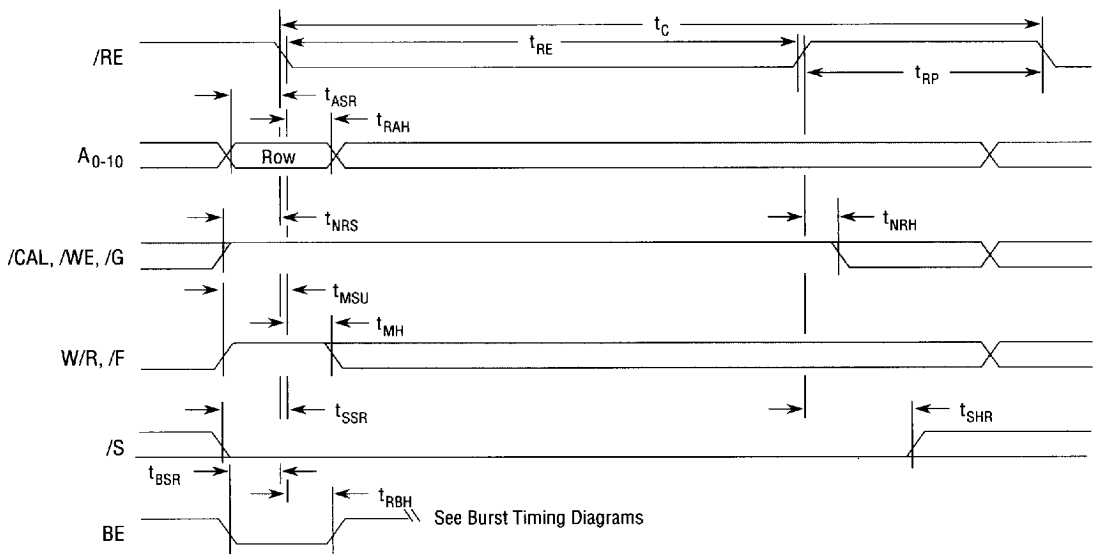 t_C
/RE
t_RE
t_RP
t_ASR
t_RAH
A_0-10
Row
t_NRS
t_NRH
/CAL, /WE, /G
t_MSU
t_MH
W/R, /F
t_SSR
t_SHR
/S
t_BSR
t_RBH
BE
See Burst Timing Diagrams